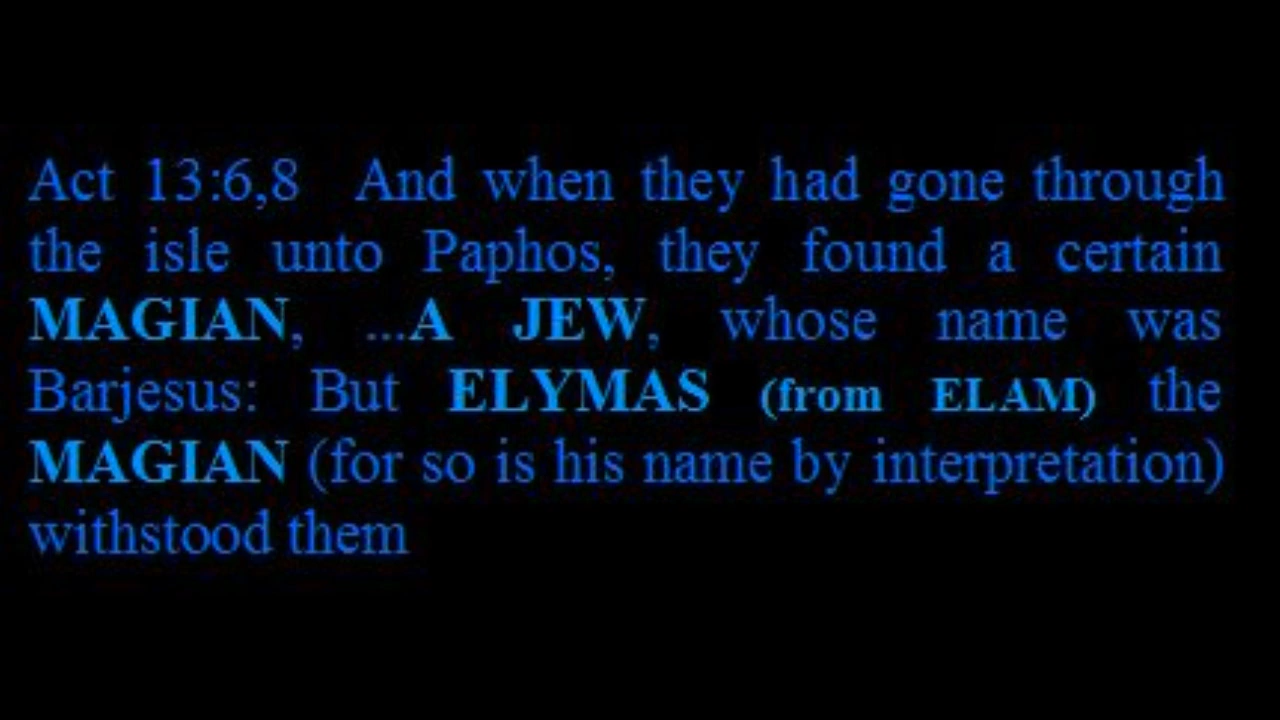 Act 13:6,8 And when they had gone through
the isle unto Paphos, they found a certain
MAGIAN, ...A JEW, whose name was
Barjesus: But ELYMAS (from ELAM) the
MAGIAN (for so is his name by interpretation)
withstood them